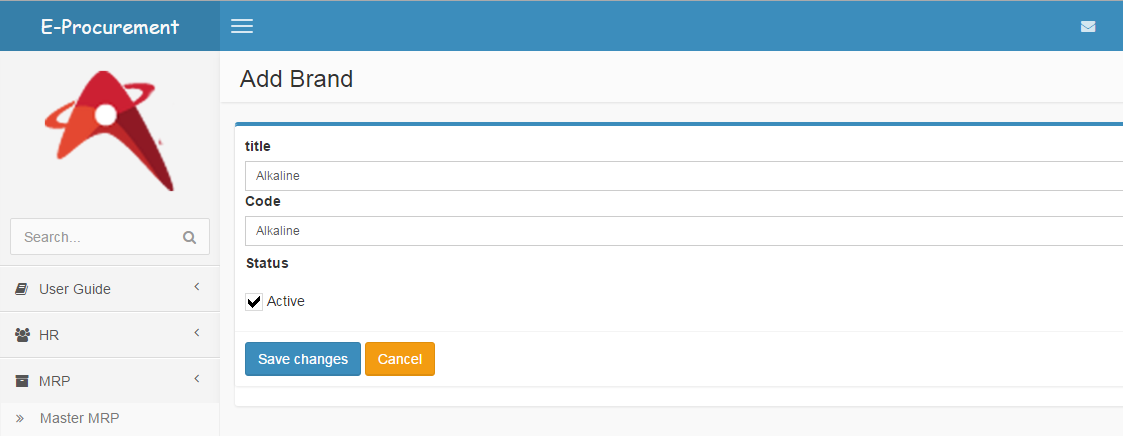 E-Procurement
Add Brand
title
Alkaline
Code
Alkaline
Status
Active
Save changes
Cancel
Search...
User Guide
HR
MRP
Master MRP